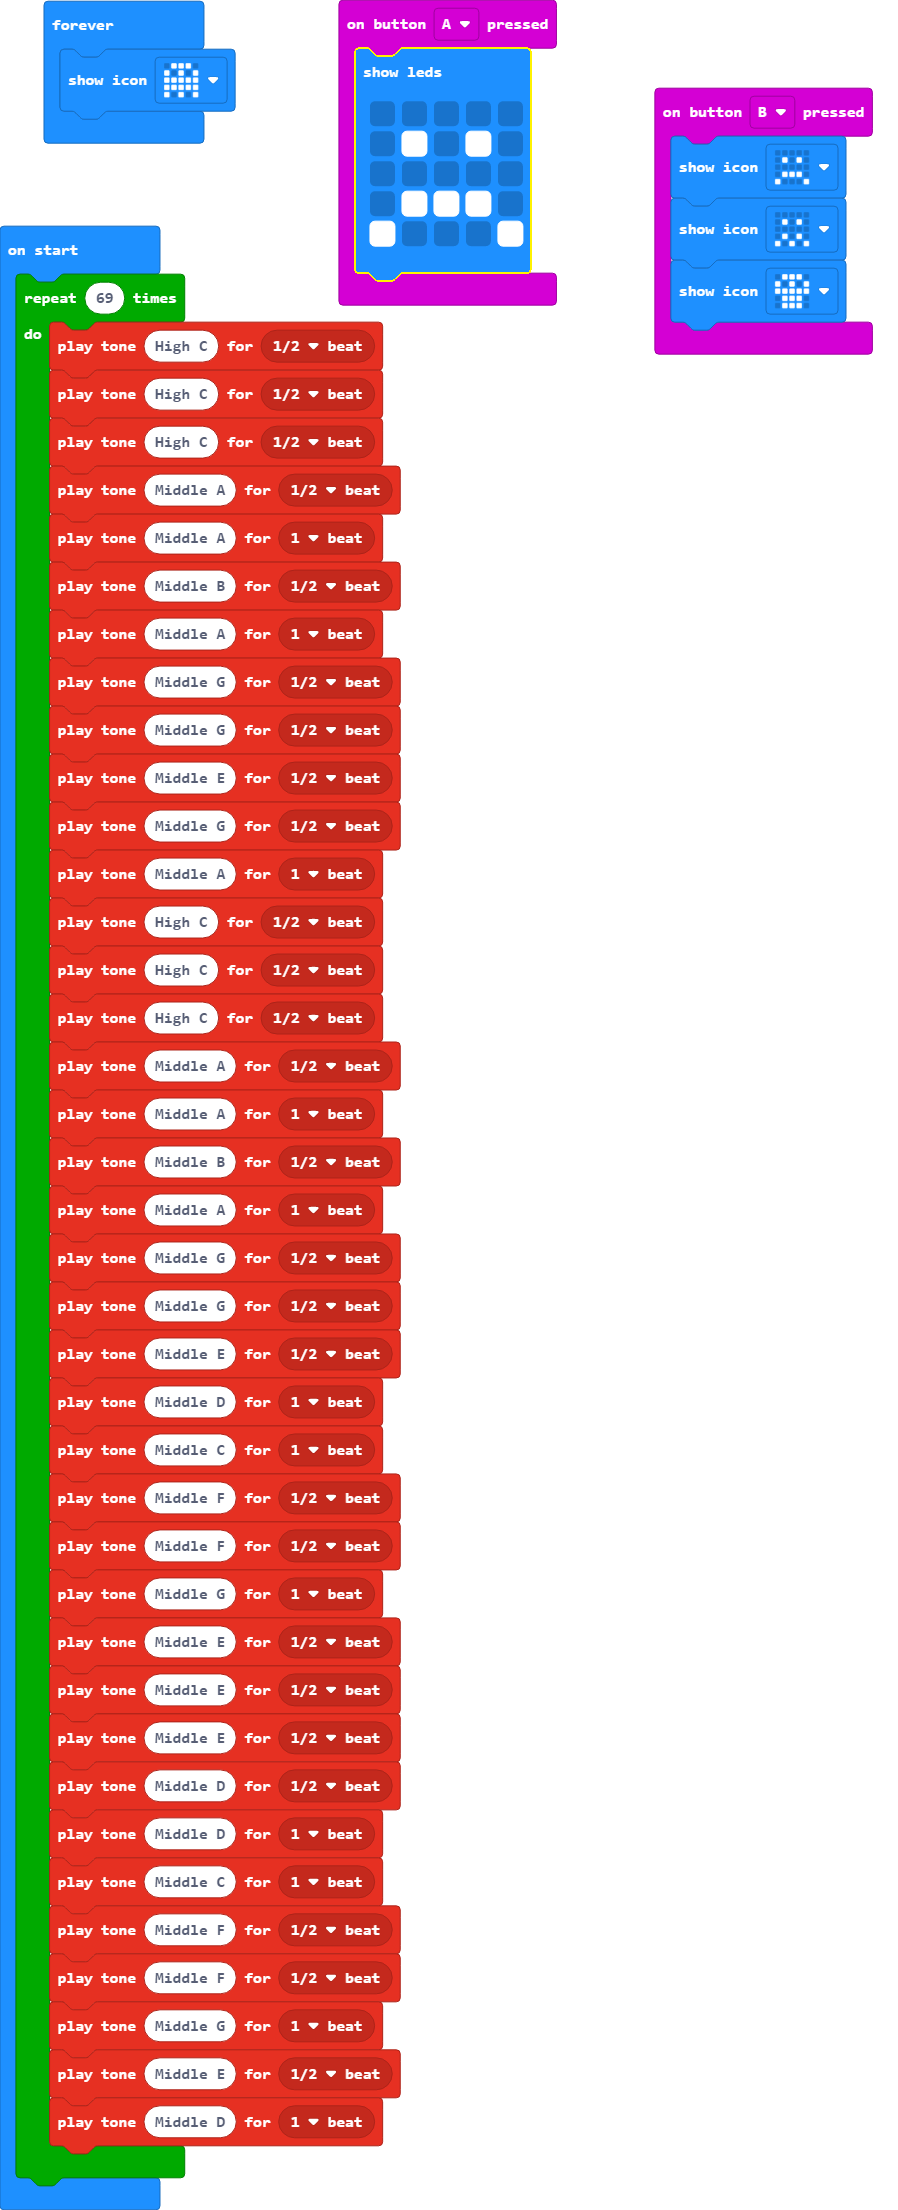 forever
show icon
on start
repeat 69 times
do
play tone High C for 1/2 beat
play tone High C for 1/2 beat
play tone High C for 1/2 beat
play tone Middle A for 1/2 beat
play tone Middle A for 1 beat
play tone Middle B for 1/2 beat
play tone Middle A for 1 beat
play tone Middle G for 1/2 beat
play tone Middle G for 1/2 beat
play tone Middle E for 1/2 beat
play tone Middle G for 1/2 beat
play tone Middle A for 1 beat
play tone High C for 1/2 beat
play tone High C for 1/2 beat
play tone High C for 1/2 beat
play tone Middle A for 1/2 beat
play tone Middle A for 1 beat
play tone Middle B for 1/2 beat
play tone Middle A for 1 beat
play tone Middle G for 1/2 beat
play tone Middle G for 1/2 beat
play tone Middle E for 1/2 beat
play tone Middle D for 1 beat
play tone Middle C for 1 beat
play tone Middle F for 1/2 beat
play tone Middle F for 1/2 beat
play tone Middle G for 1 beat
play tone Middle E for 1/2 beat
play tone Middle E for 1/2 beat
play tone Middle E for 1/2 beat
play tone Middle D for 1/2 beat
play tone Middle D for 1 beat
play tone Middle C for 1 beat
play tone Middle F for 1/2 beat
play tone Middle F for 1/2 beat
play tone Middle G for 1 beat
play tone Middle E for 1/2 beat
play tone Middle D for 1 beat
on button A pressed
show leds
on button B pressed
show icon
show icon
show icon